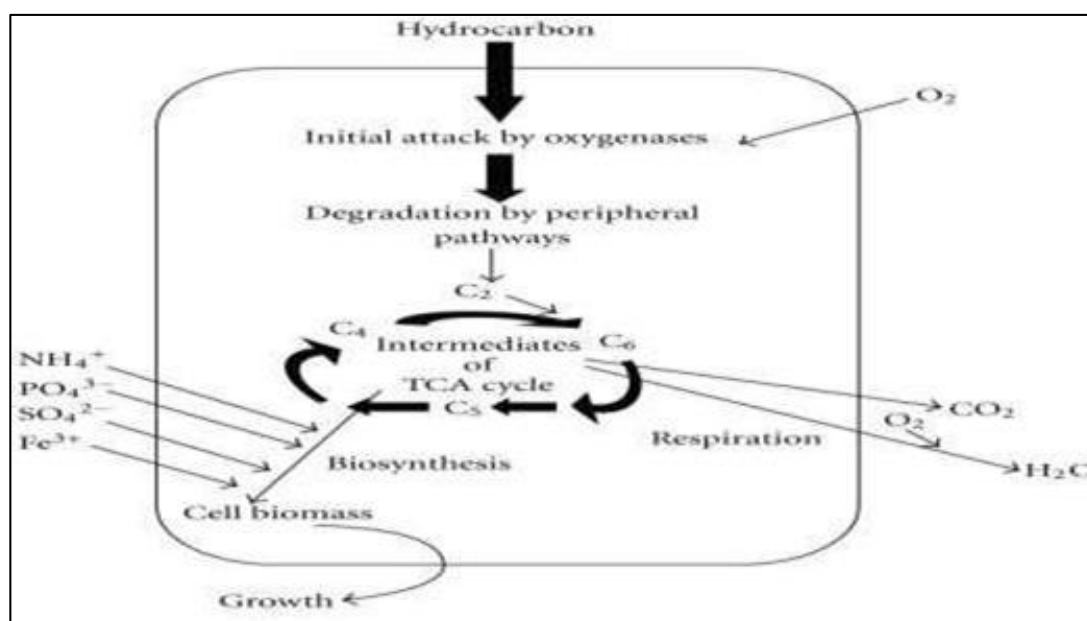 Hydrocarbon
O₂
Initial attack by oxygenases
Degradation by peripheral
pathways
C₂
C₄
C₆
Intermediates
of
TCA cycle
C₅
NH₄⁺
PO₄³⁻
SO₄²⁻
Fe³⁺
CO₂
O₂
Respiration
H₂O
Biosynthesis
Cell biomass
Growth